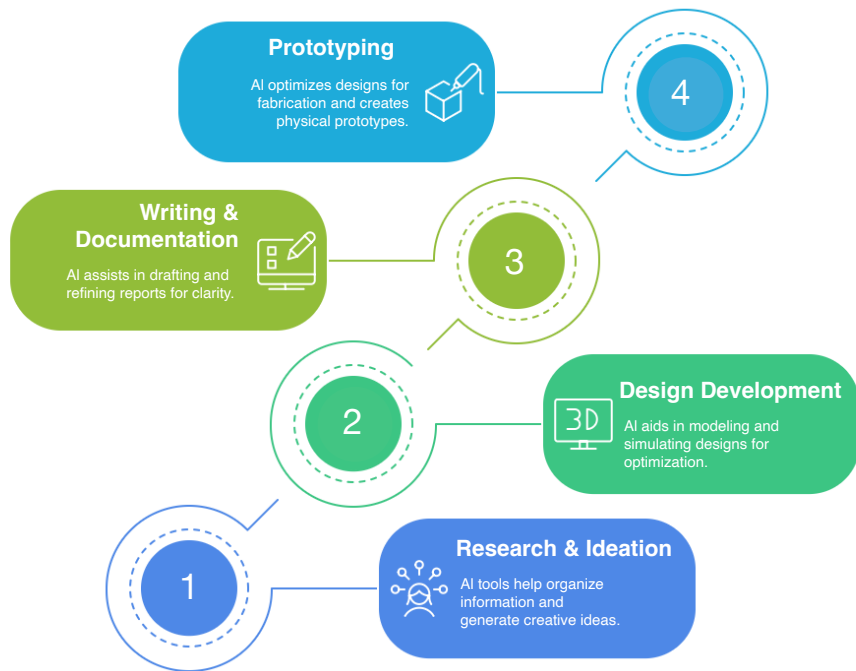 Prototyping
AI optimizes designs for
fabrication and creates
physical prototypes.
4
Writing &
Documentation
AI assists in drafting and
refining reports for clarity.
3
2
Design Development
3D
AI aids in modeling and
simulating designs for
optimization.
1
Research & Ideation
AI tools help organize
information and
generate creative ideas.